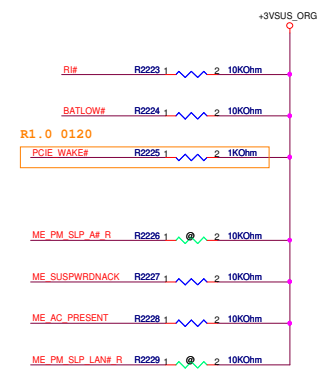 +3VSUS_ORG
RI# R2223 1 2 10KOhm
BATLOW# R2224 1 2 10KOhm
R1.0 0120
PCIE_WAKE# R2225 1 2 1KOhm
ME_PM_SLP_A#_R R2226 1 @ 2 10KOhm
ME_SUSPWRDNACK R2227 1 2 10KOhm
ME_AC_PRESENT R2228 1 2 10KOhm
ME_PM_SLP_LAN#_R R2229 1 @ 2 10KOhm